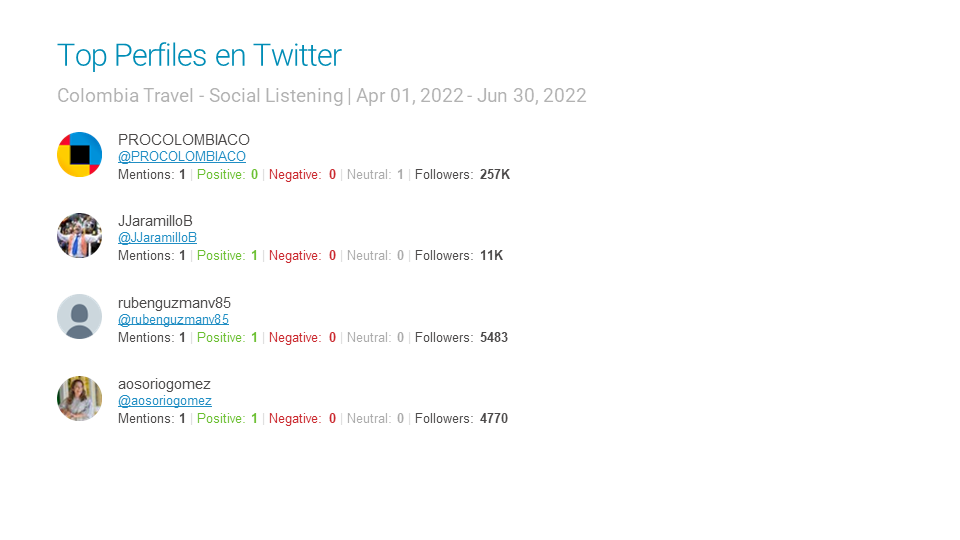 Top Perfiles en Twitter
Colombia Travel - Social Listening | Apr 01, 2022 - Jun 30, 2022
PROCOLOMBIACO
@PROCOLOMBIACO
Mentions: 1 | Positive: 0 | Negative: 0 | Neutral: 1 | Followers: 257K
JJaramilloB
@JJaramilloB
Mentions: 1 | Positive: 1 | Negative: 0 | Neutral: 0 | Followers: 11K
rubenguzmanv85
@rubenguzmanv85
Mentions: 1 | Positive: 1 | Negative: 0 | Neutral: 0 | Followers: 5483
aosoriogomez
@aosoriogomez
Mentions: 1 | Positive: 1 | Negative: 0 | Neutral: 0 | Followers: 4770